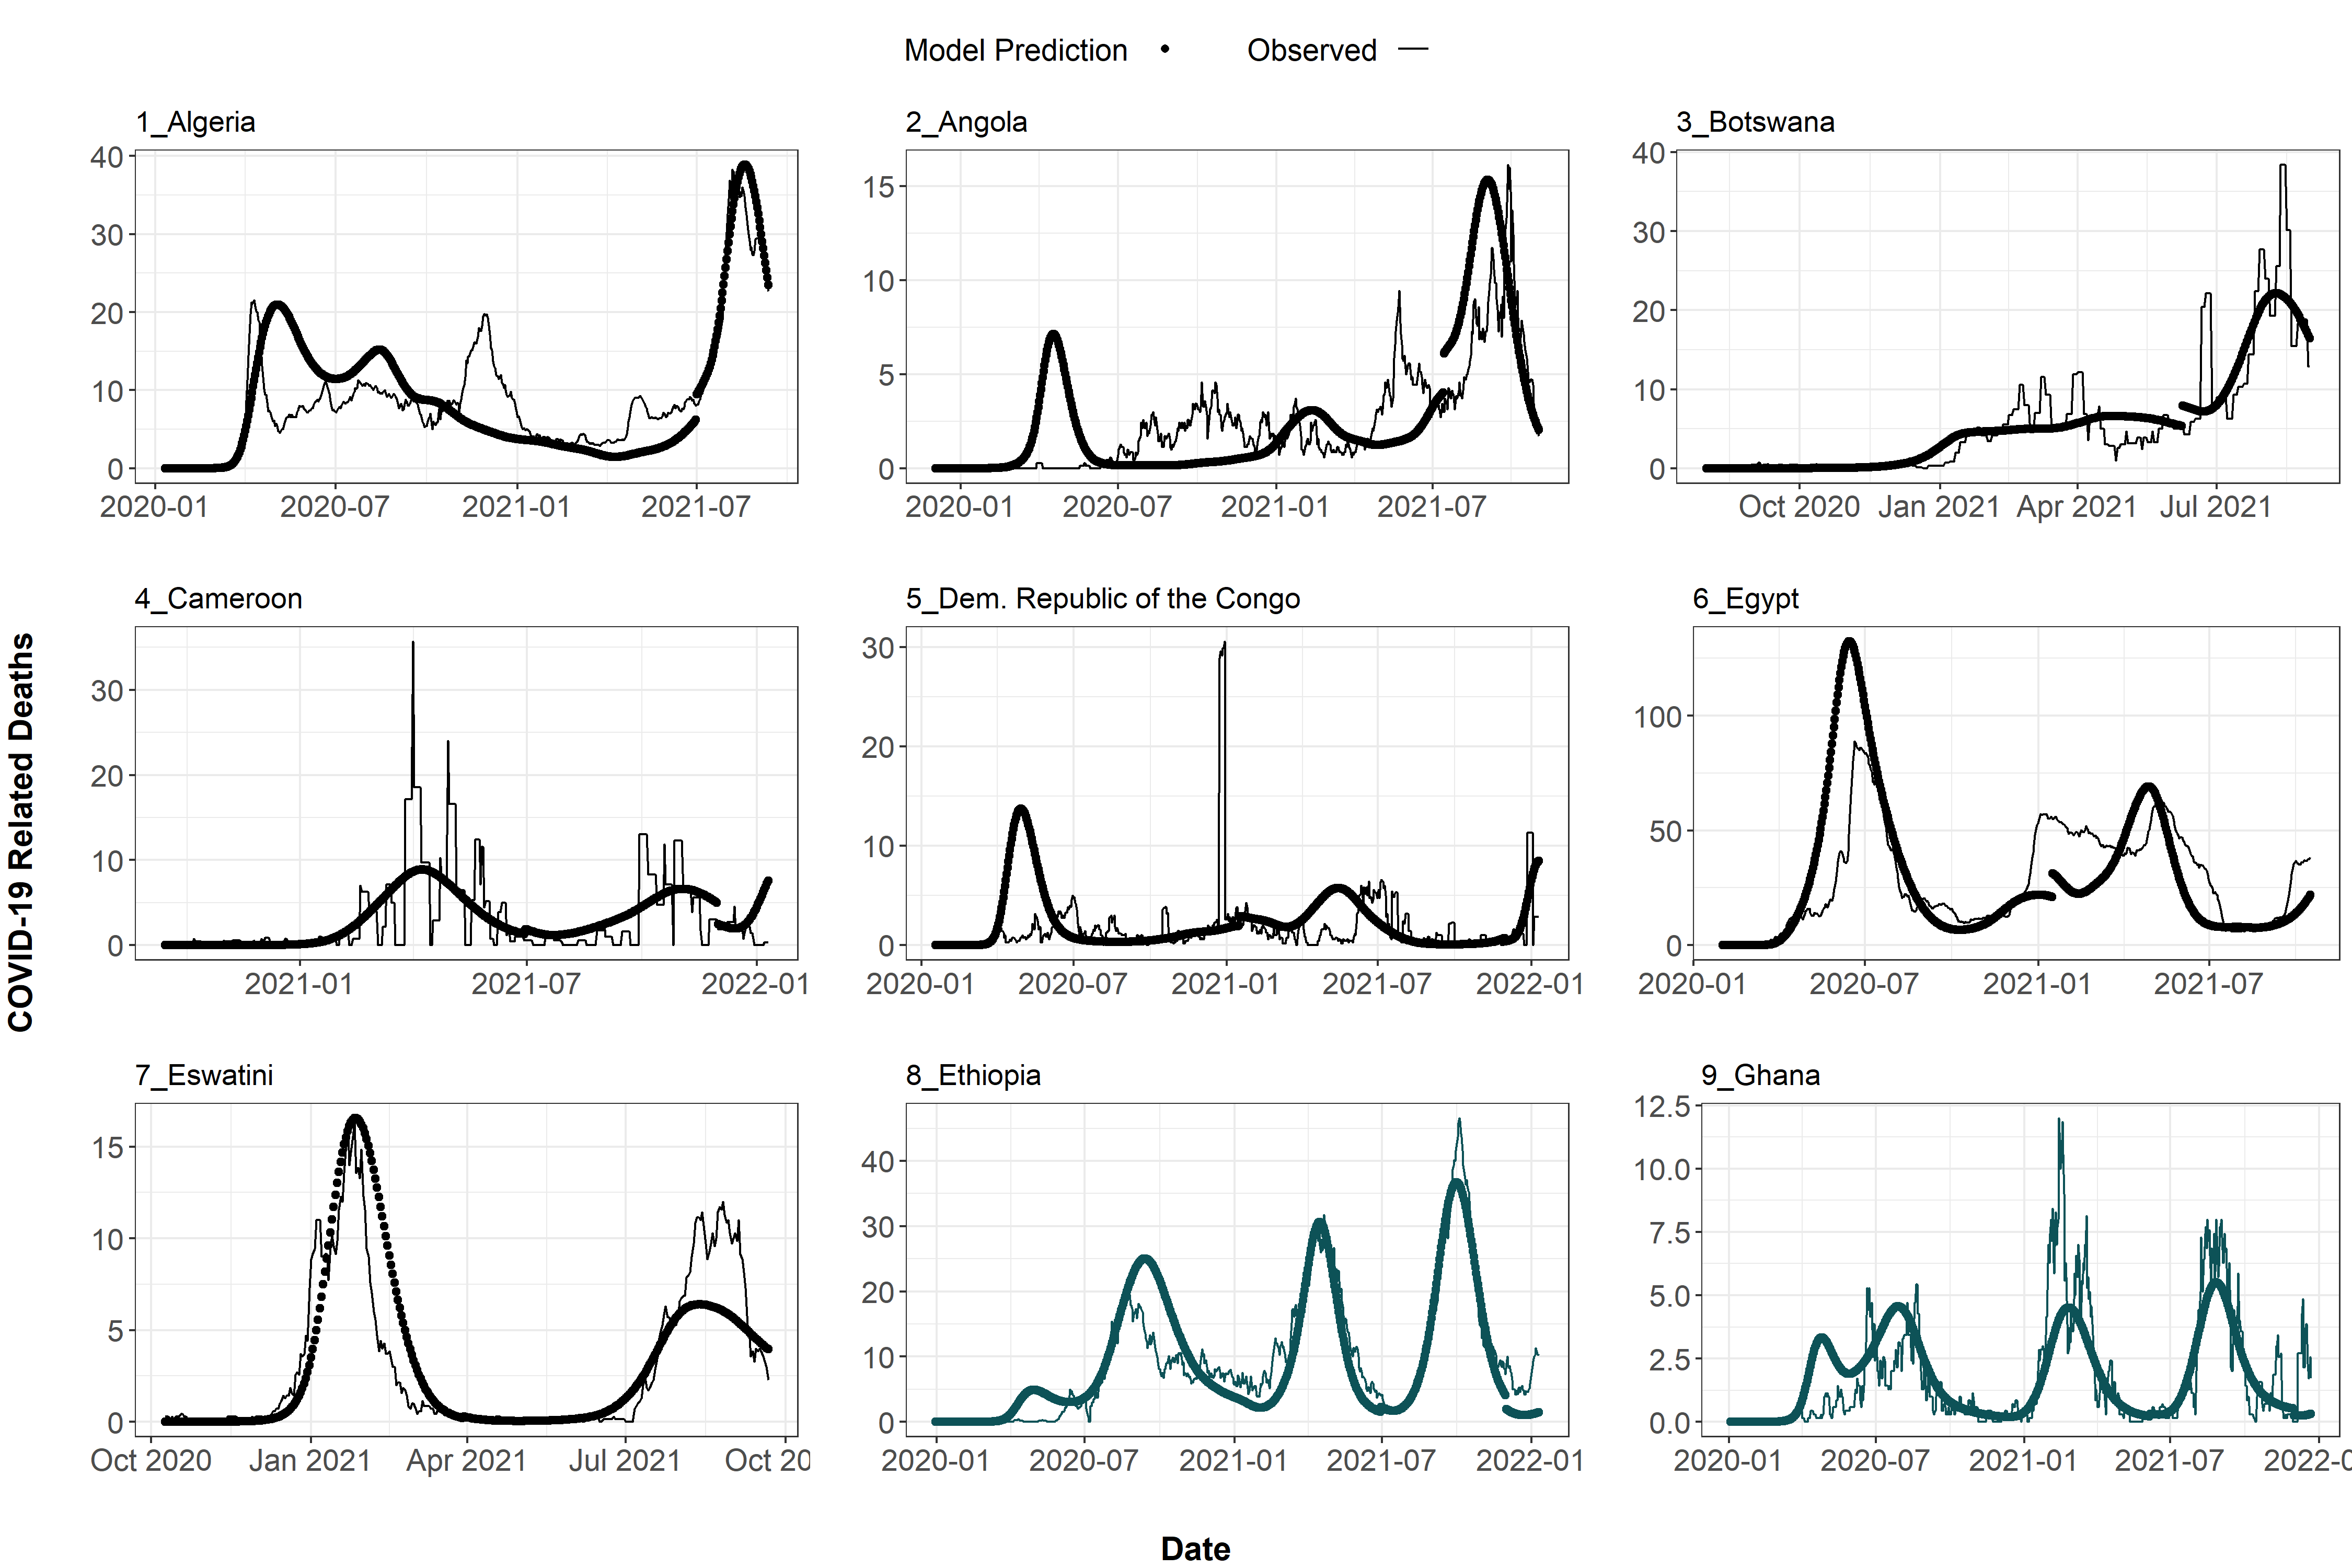 Model Prediction Observed
1_Algeria 2_Angola 3_Botswana
40
30
20
10
0
2020-01 2020-07 2021-01 2021-07
15
10
5
0
2020-01 2020-07 2021-01 2021-07
40
30
20
10
0
Oct 2020 Jan 2021 Apr 2021 Jul 2021
COVID-19 Related Deaths
4_Cameroon 5_Dem. Republic of the Congo 6_Egypt
30
20
10
0
2021-01 2021-07 2022-01
30
20
10
0
2020-01 2020-07 2021-01 2021-07 2022-01
100
50
0
2020-01 2020-07 2021-01 2021-07
7_Eswatini 8_Ethiopia 9_Ghana
15
10
5
0
Oct 2020 Jan 2021 Apr 2021 Jul 2021 Oct 20
40
30
20
10
0
2020-01 2020-07 2021-01 2021-07 2022-01
12.5
10.0
7.5
5.0
2.5
0.0
2020-01 2020-07 2021-01 2021-07 2022-0
Date